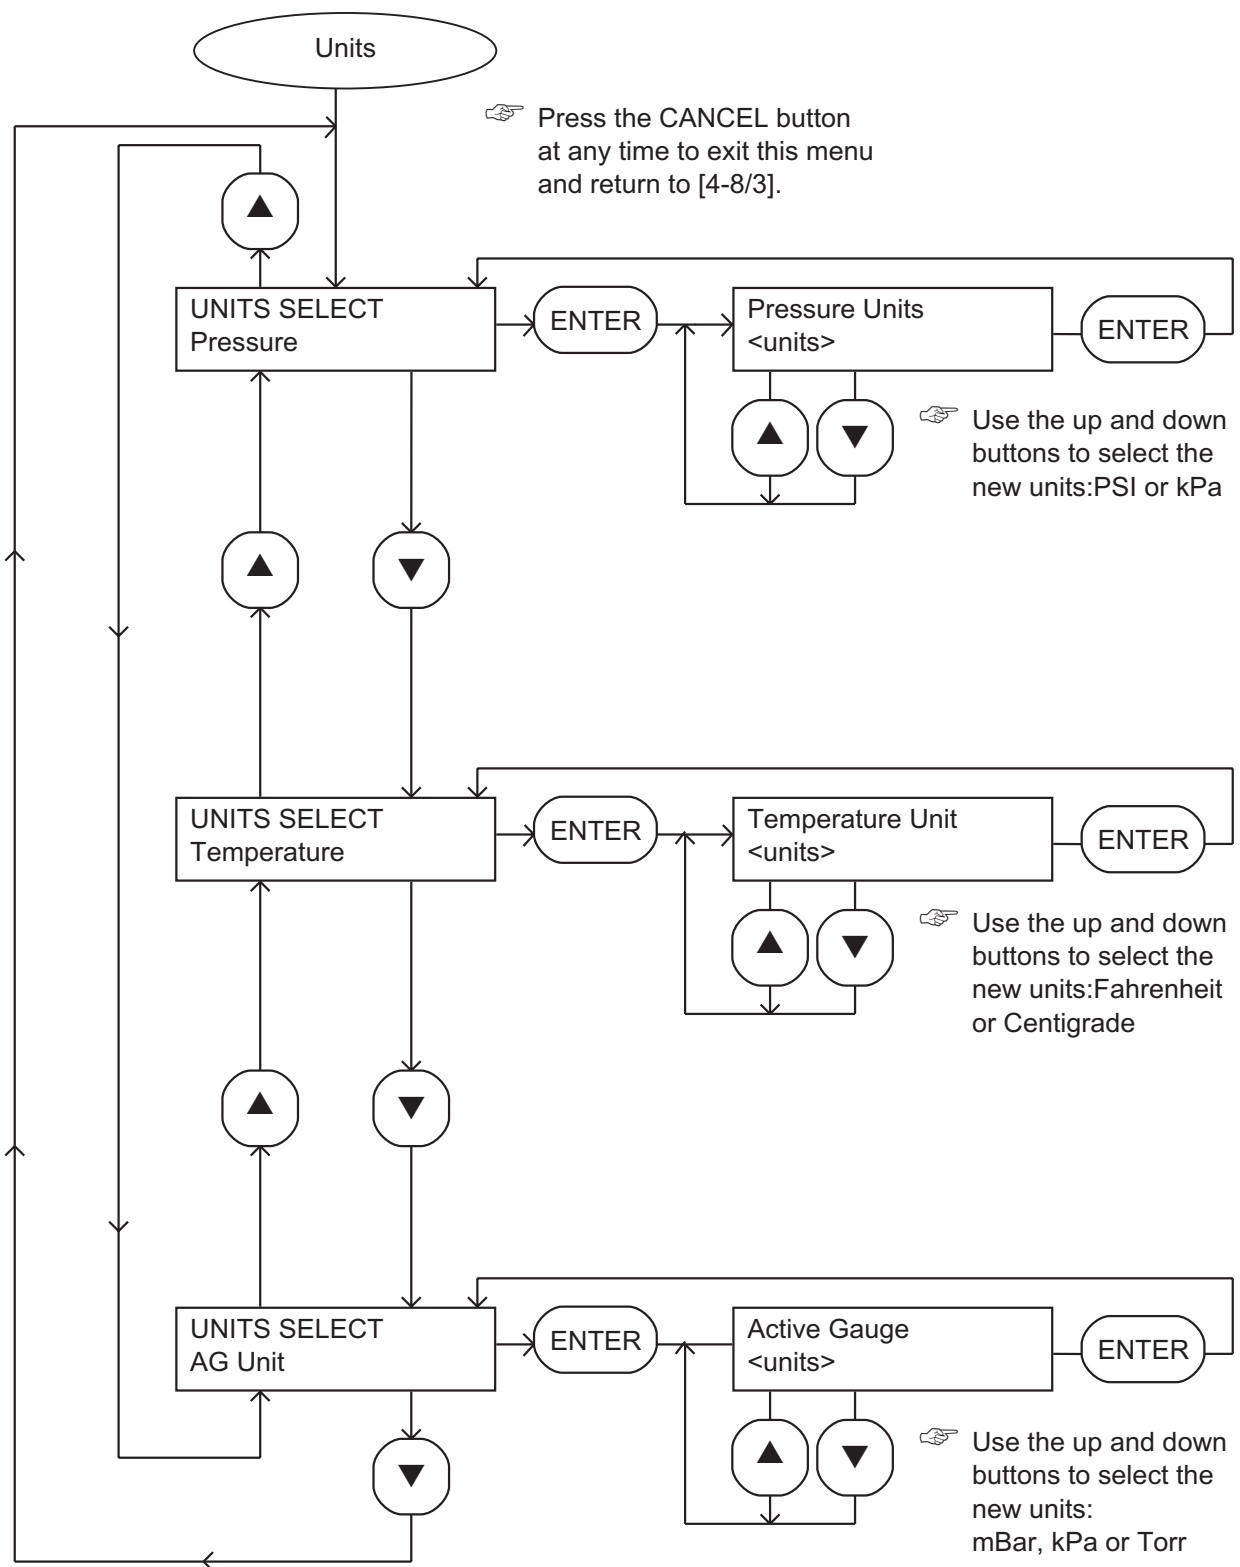 Units
Press the CANCEL button
at any time to exit this menu
and return to [4-8/3].
UNITS SELECT
Pressure
ENTER
Pressure Units
<units>
ENTER
Use the up and down
buttons to select the
new units:PSI or kPa
UNITS SELECT
Temperature
ENTER
Temperature Unit
<units>
ENTER
Use the up and down
buttons to select the
new units:Fahrenheit
or Centigrade
UNITS SELECT
AG Unit
ENTER
Active Gauge
<units>
ENTER
Use the up and down
buttons to select the
new units:
mBar, kPa or Torr